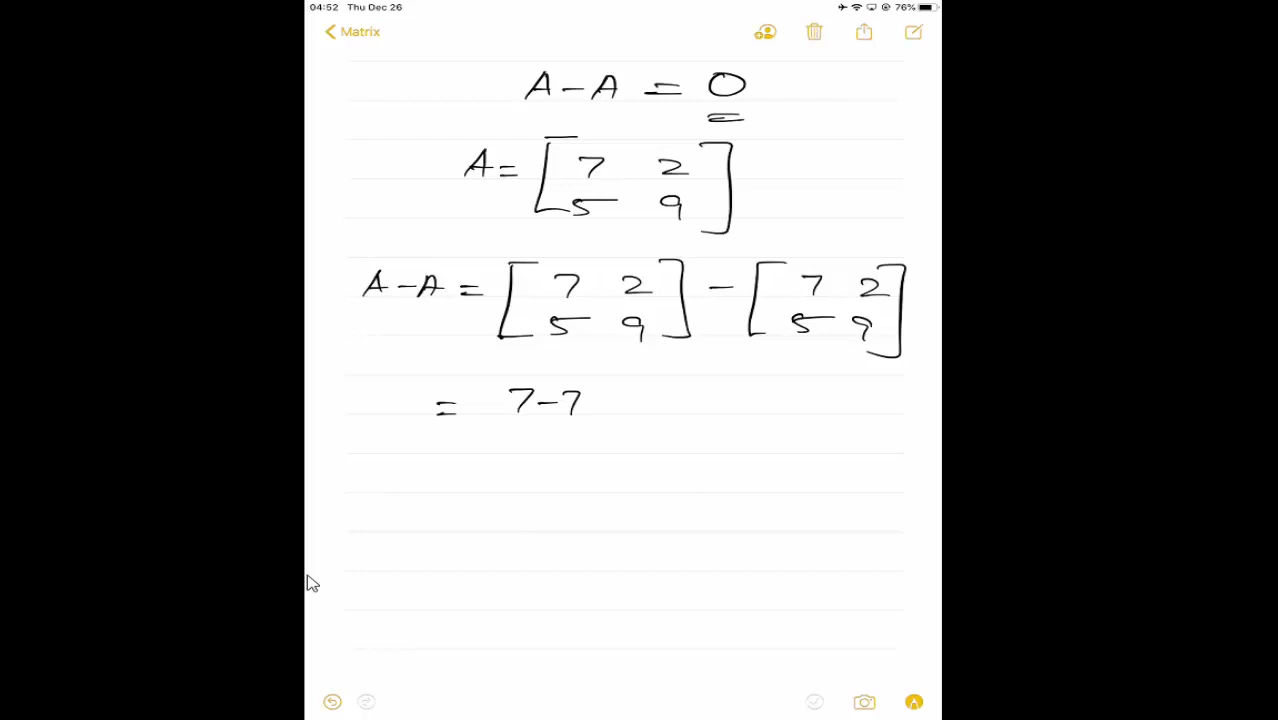 04:52 Thu Dec 26 76%
Matrix
A - A = 0
A = [ 7 2
5 9 ]
A - A = [ 7 2 ] - [ 7 2
5 9 5 9 ]
= 7 - 7